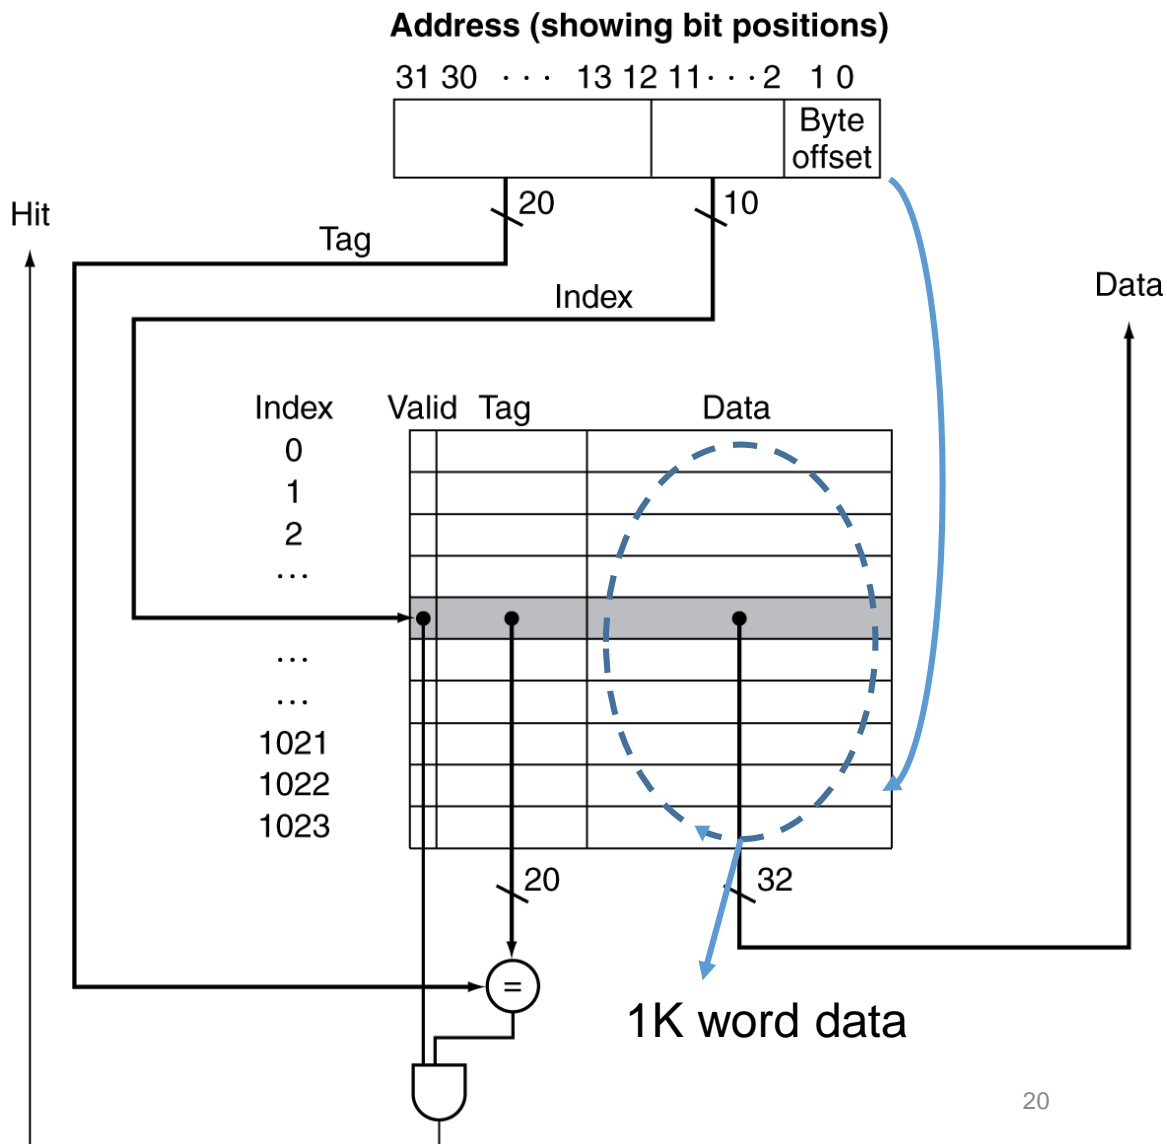 Address (showing bit positions)
31 30 · · · 13 12 11 · · · 2 1 0
Byte
offset
20 10
Hit
Tag
Data
Index
Index Valid Tag Data
0
1
2
···
···
···
1021
1022
1023
20 32
=
1K word data
20